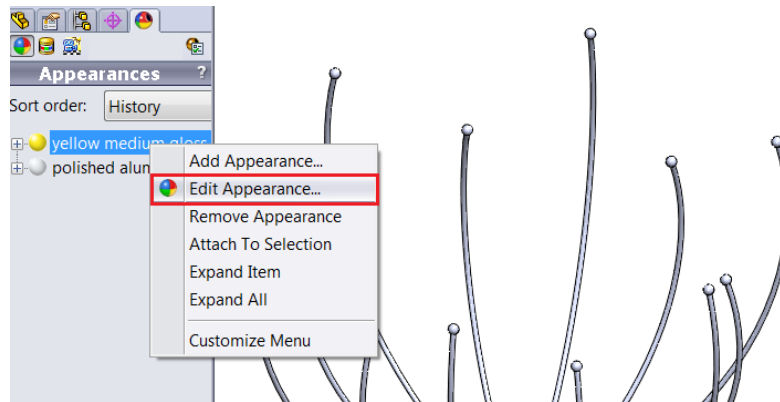 Appearances ?
Sort order: History
yellow medium gloss
polished alum
Add Appearance...
Edit Appearance...
Remove Appearance
Attach To Selection
Expand Item
Expand All
Customize Menu